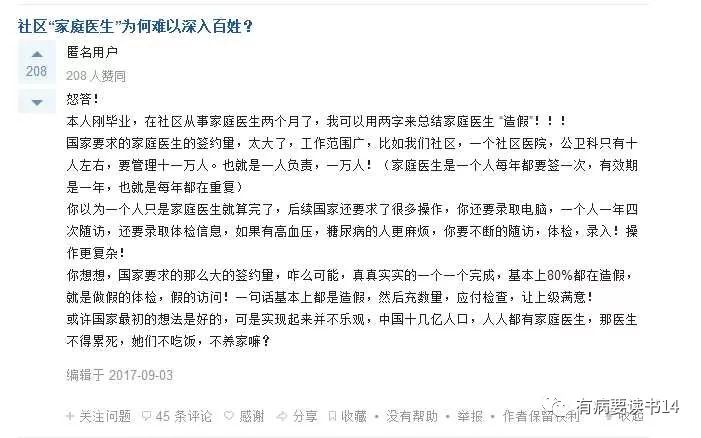 社区“家庭医生”为何难以深入百姓？
匿名用户
208
208 人赞同
怒答！
本人刚毕业，在社区从事家庭医生两个月了，我可以用两字来总结家庭医生 “造假”！！！
国家要求的家庭医生的签约量，太大了，工作范围广，比如我们社区，一个社区医院，公卫科只有十
人左右，要管理十一万人。也就是一人负责，一万人！（家庭医生是一个人每年都要签一次，有效期
是一年，也就是每年都在重复）
你以为一个人只是家庭医生就算完了，后续国家还要求了很多操作，你还要录取电脑，一个人一年四
次随访，还要录取体检信息，如果有高血压，糖尿病的人更麻烦，你要不断的随访，体检，录入！操
作更复杂！
你想想，国家要求的那么大的签约量，咋么可能，真真实实的一个一个完成，基本上80%都在造假，
就是做假的体检，假的访问！一句话基本上都是造假，然后充数量，应付检查，让上级满意！
或许国家最初的想法是好的，可是实现起来并不乐观，中国十几亿人口，人人都有家庭医生，那医生
不得累死，她们不吃饭，不养家嘛？
编辑于 2017-09-03
关注问题 45 条评论 感谢 分享 收藏 • 没有帮助 • 举报 • 作者保留权利 收起
有病要读书14